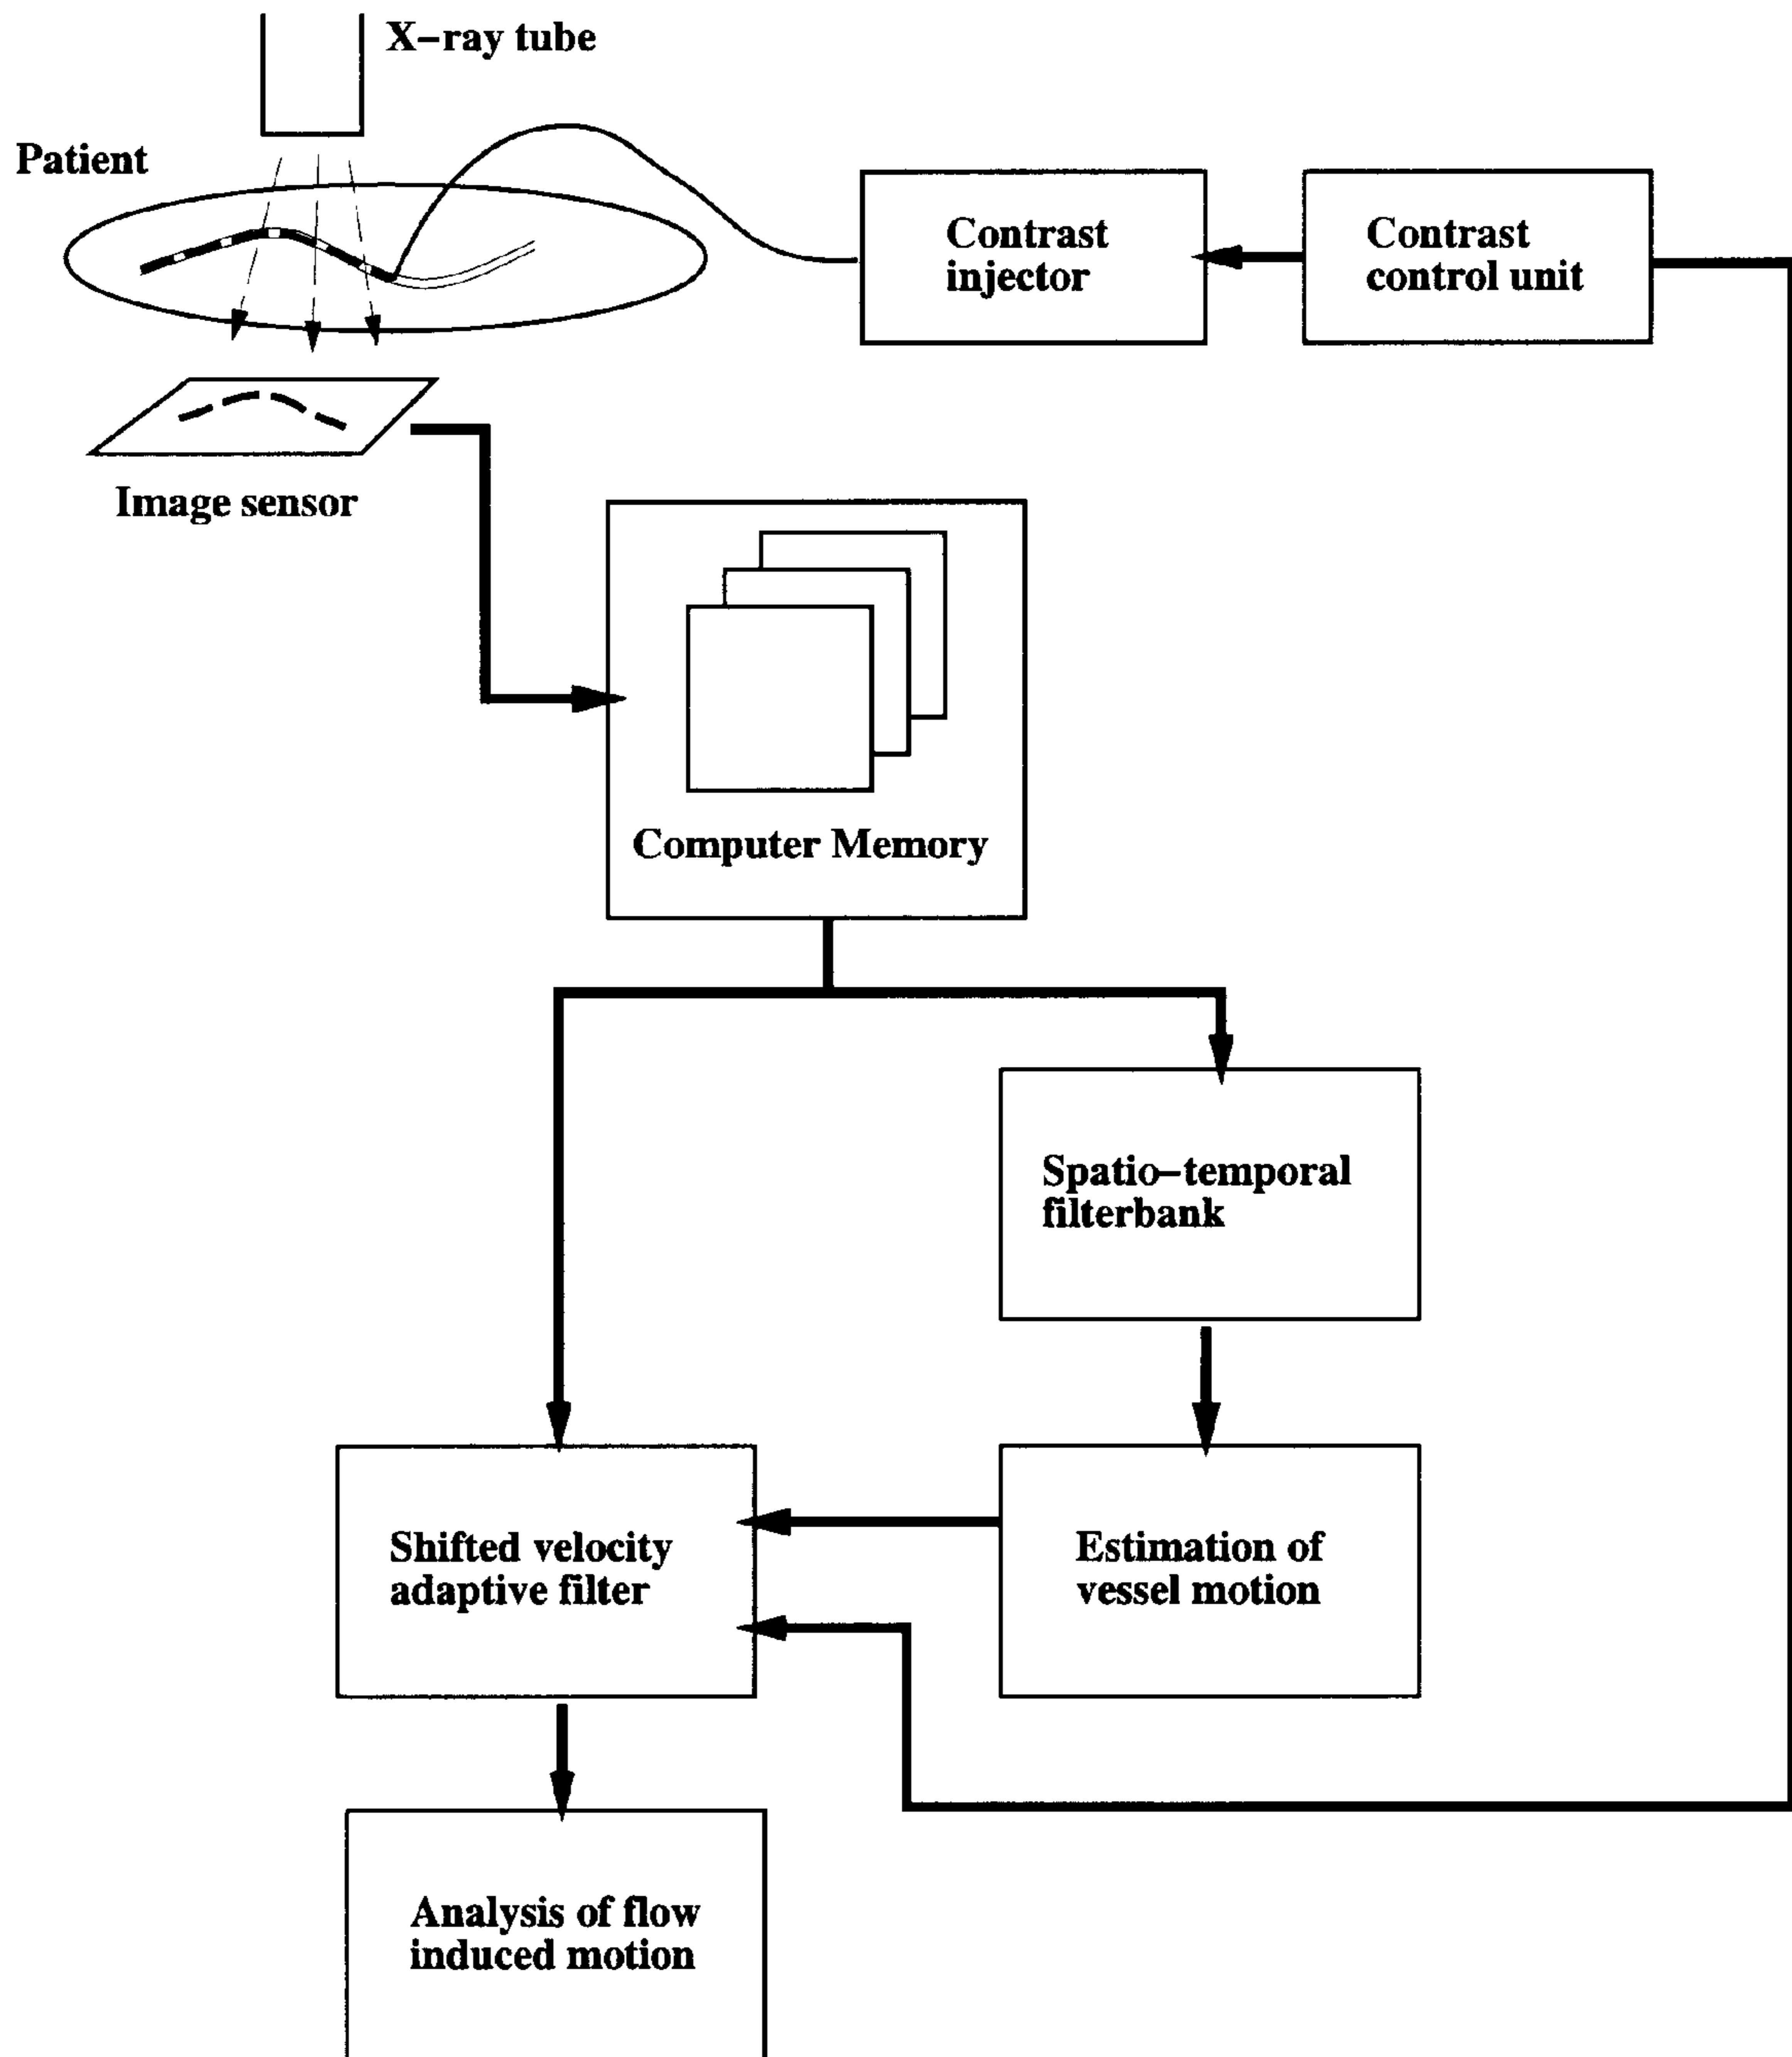 X-ray tube
Patient
Contrast
injector
Contrast
control unit
Image sensor
Computer Memory
Spatio-temporal
filterbank
Shifted velocity
adaptive filter
Estimation of
vessel motion
Analysis of flow
induced motion